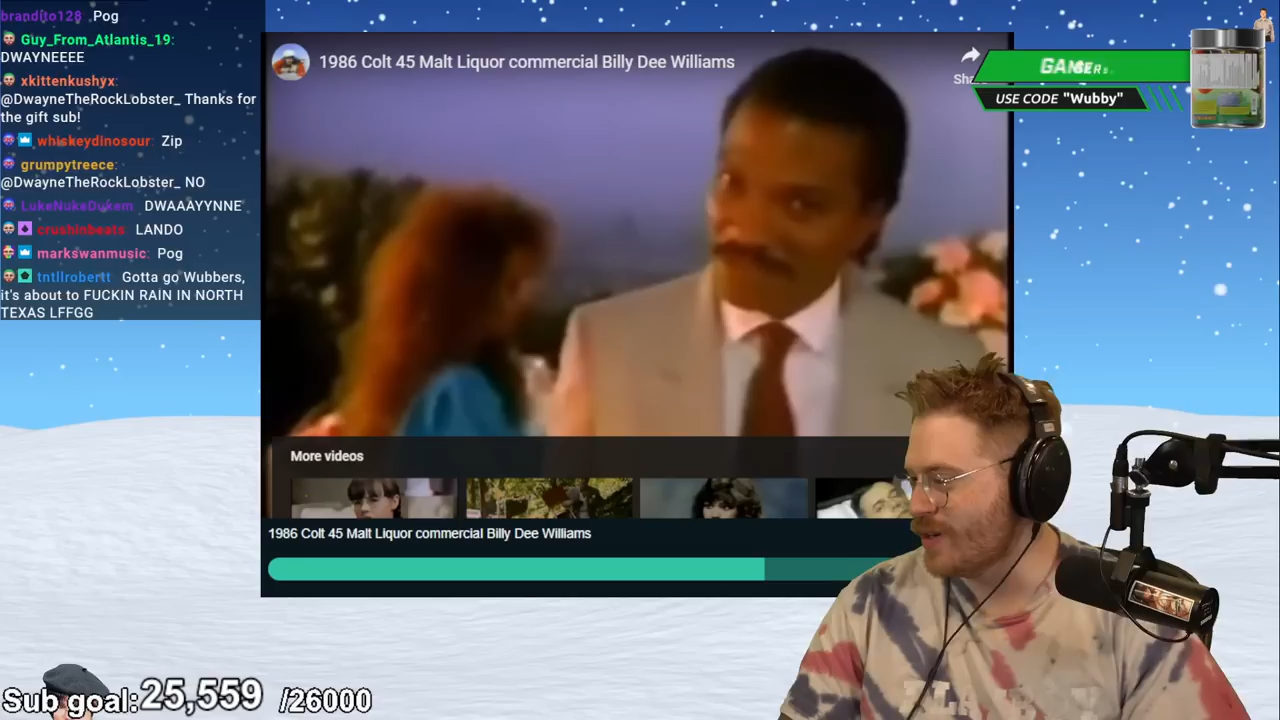 brandito128 Pog
Guy_From_Atlantis_19:
DWAYNEEEE
xkittenkushyx:
@DwayneTheRockLobster_ Thanks for
the gift sub!
whiskeydinosour: Zip
grumpytreece:
@DwayneTheRockLobster_ NO
LukeNukeDukem DWAAAYYNNE
crushinbeats LANDO
markswanmusic: Pog
tntllrobertt Gotta go Wubbers,
it's about to FUCKIN RAIN IN NORTH
TEXAS LFFGG
1986 Colt 45 Malt Liquor commercial Billy Dee Williams
USE CODE "Wubby"
More videos
1986 Colt 45 Malt Liquor commercial Billy Dee Williams
Sub goal: 25,559 /26000